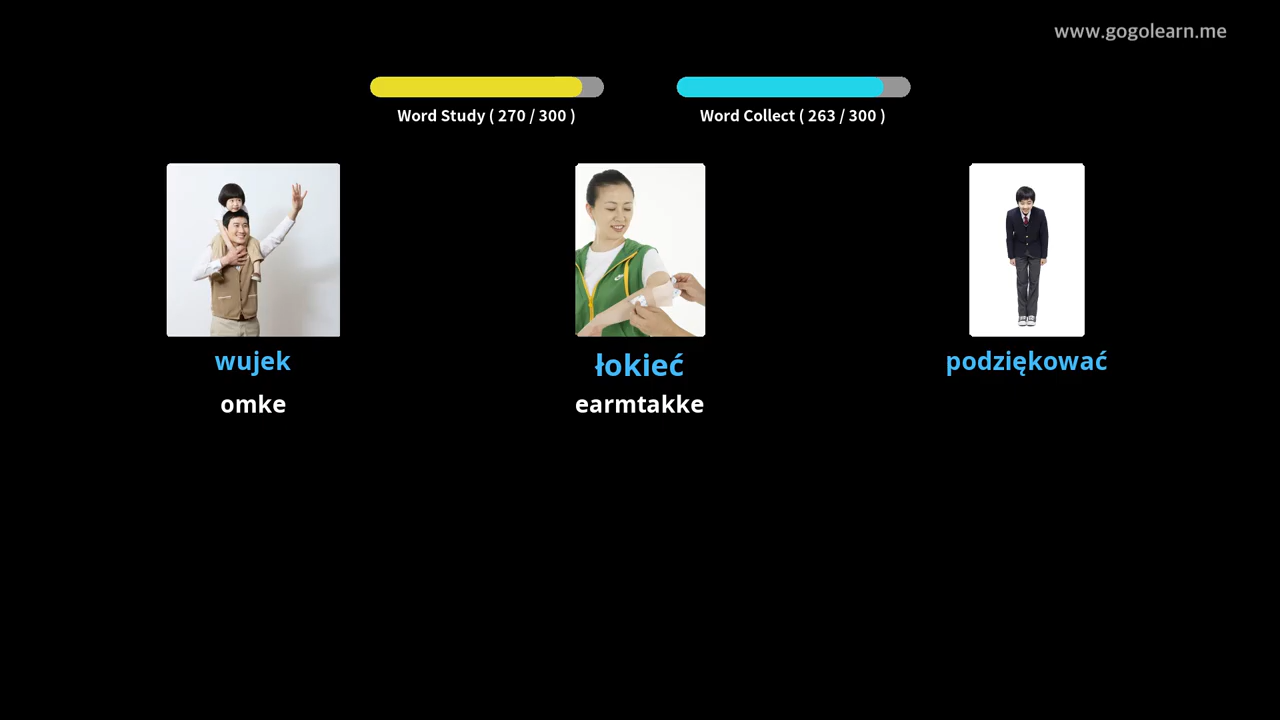 www.gogolearn.me
Word Study ( 270 / 300 )
Word Collect ( 263 / 300 )
wujek
łokieć
podziękować
omke
earmtakke